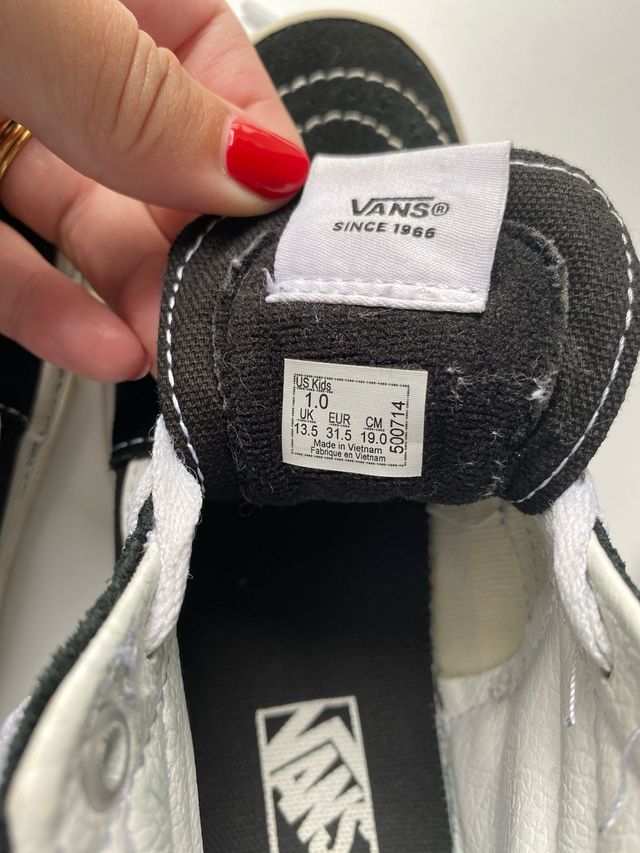 VANS®
SINCE 1966
US Kids
1.0
UK EUR CM
13.5 31.5 19.0
Made in Vietnam
Fabrique en Vietnam
500714
VANS